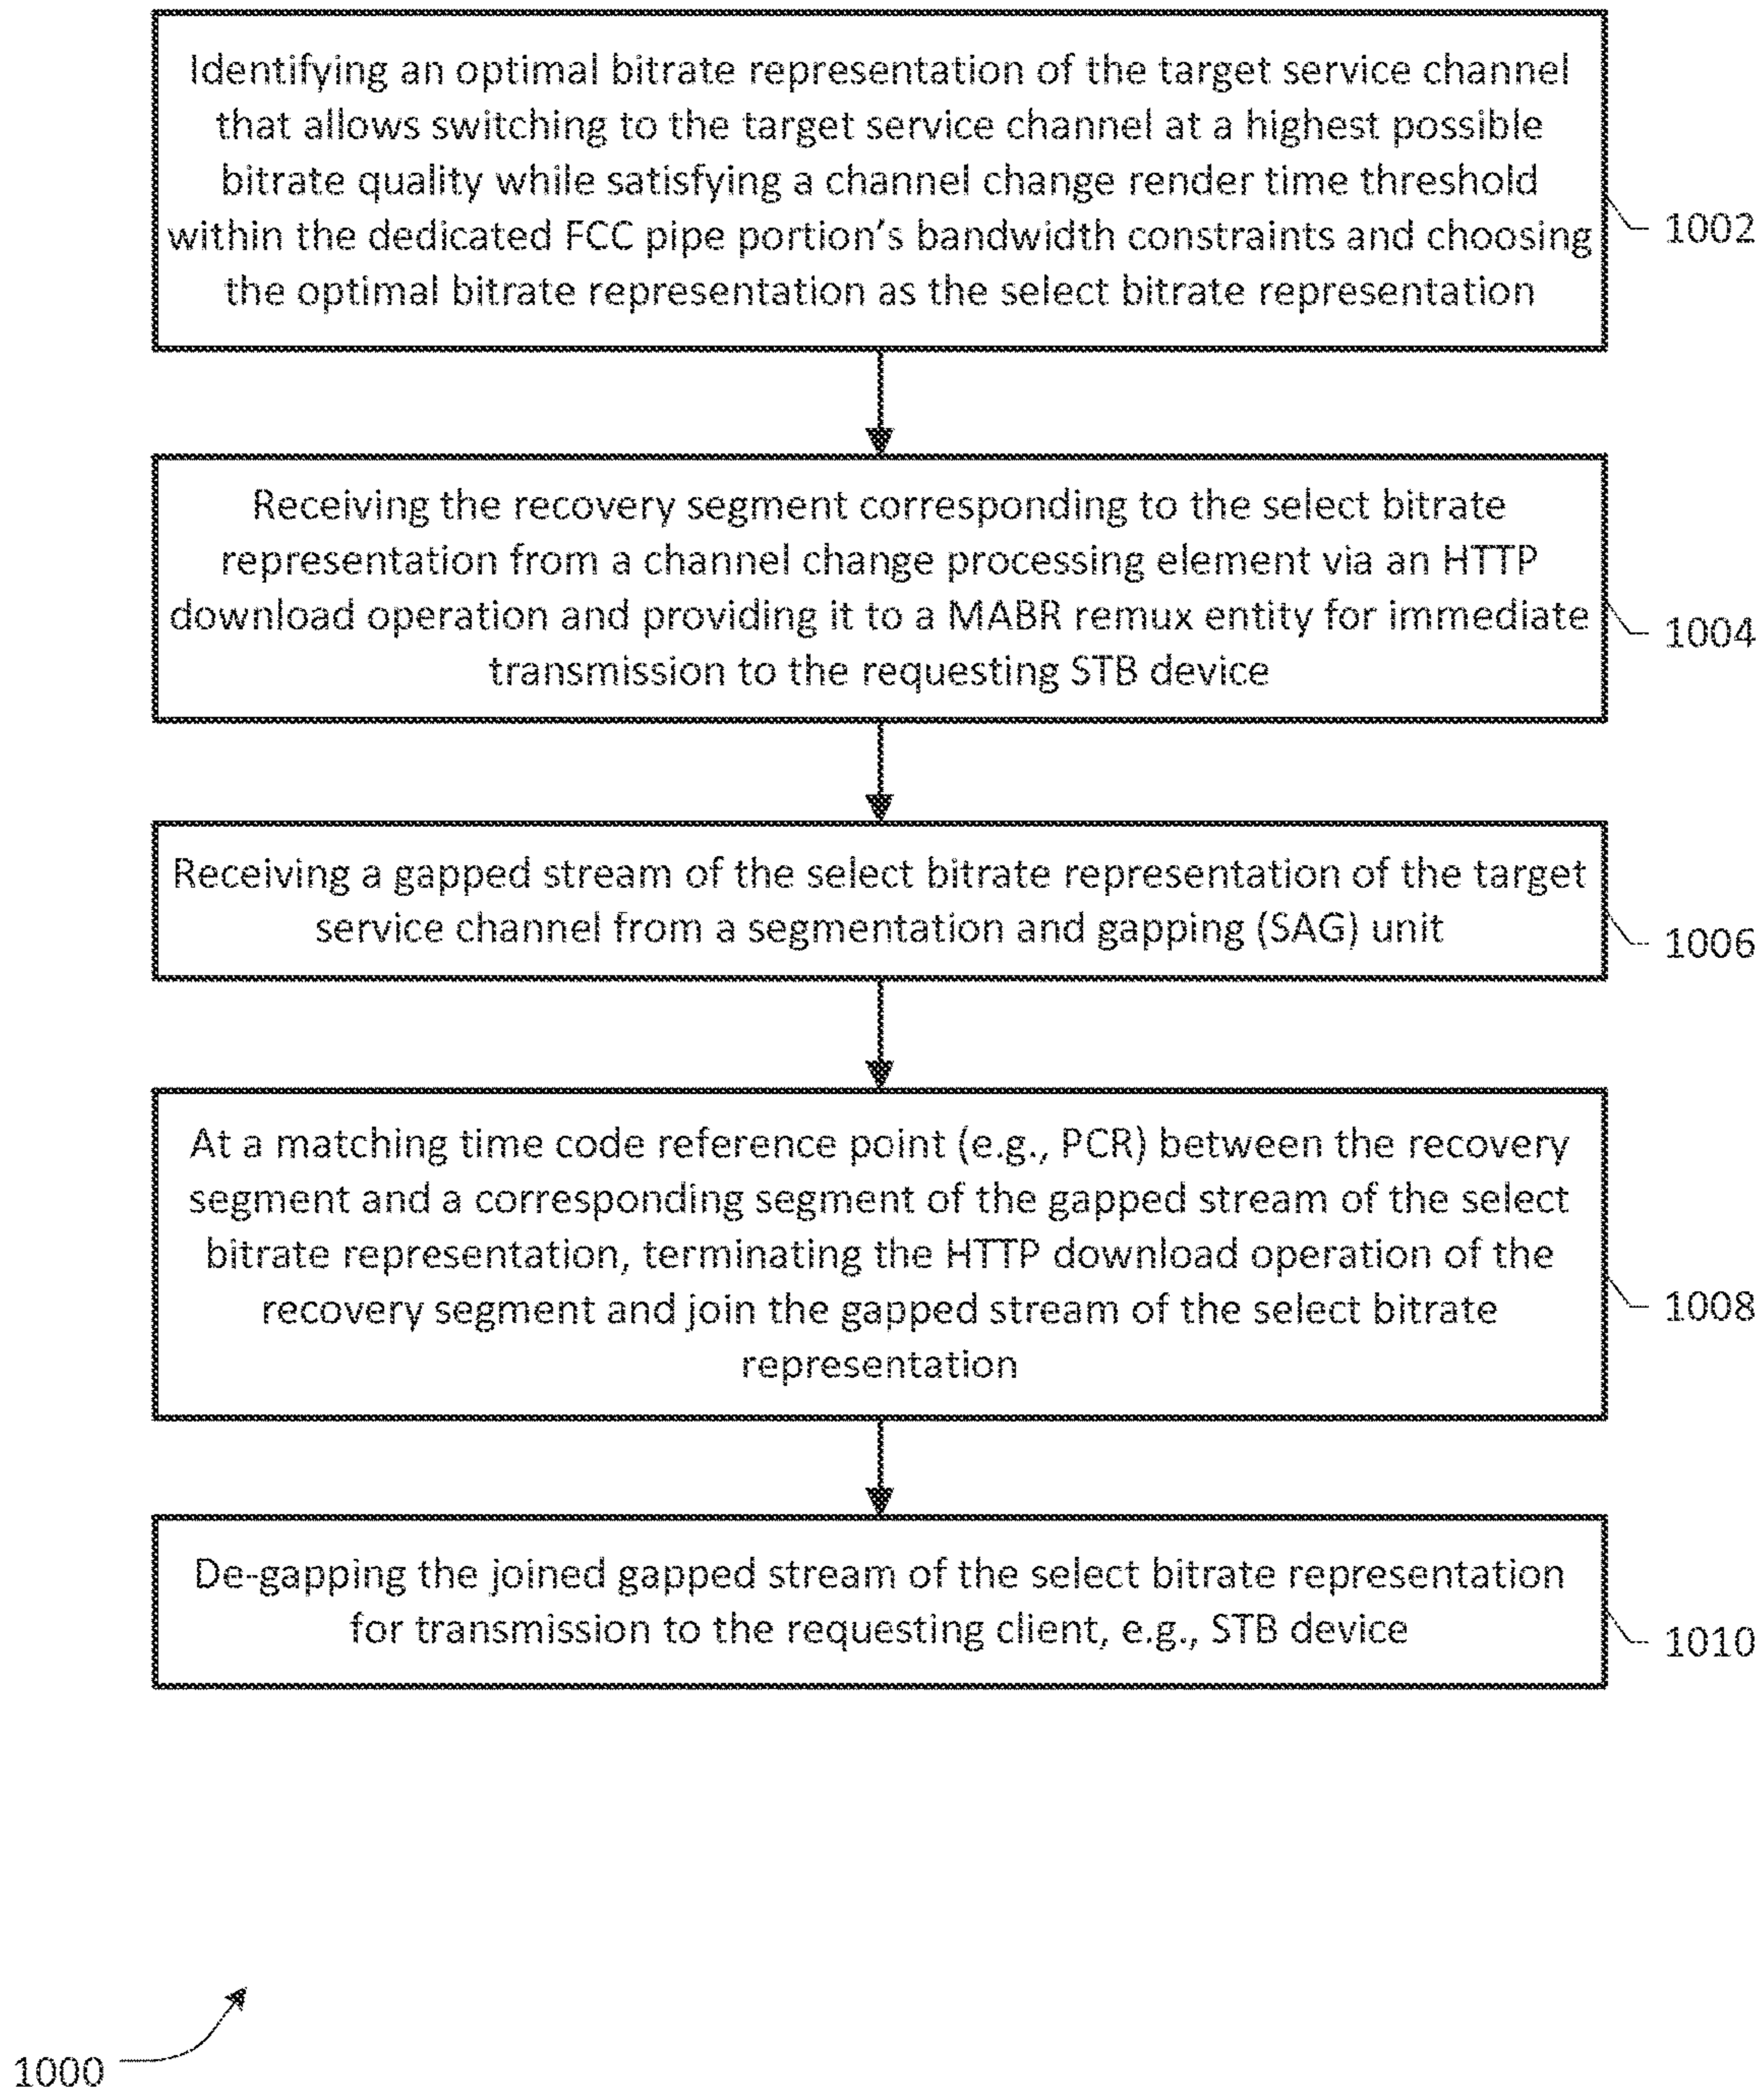 Identifying an optimal bitrate representation of the target service channel
that allows switching to the target service channel at a highest possible
bitrate quality while satisfying a channel change render time threshold
within the dedicated FCC pipe portion's bandwidth constraints and choosing
the optimal bitrate representation as the select bitrate representation
1002
Receiving the recovery segment corresponding to the select bitrate
representation from a channel change processing element via an HTTP
download operation and providing it to a MABR remux entity for immediate
transmission to the requesting STB device
1004
Receiving a gapped stream of the select bitrate representation of the target
service channel from a segmentation and gapping (SAG) unit
1006
At a matching time code reference point (e.g., PCR) between the recovery
segment and a corresponding segment of the gapped stream of the select
bitrate representation, terminating the HTTP download operation of the
recovery segment and join the gapped stream of the select bitrate
representation
1008
De-gapping the joined gapped stream of the select bitrate representation
for transmission to the requesting client, e.g., STB device
1010
1000